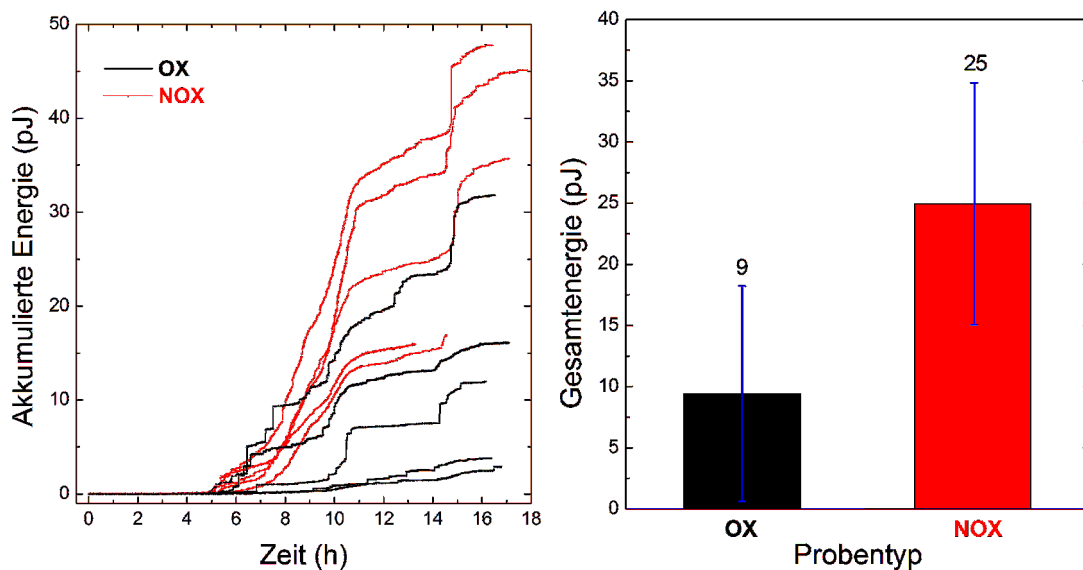 50
40
30
20
10
0
Akkumulierte Energie (pJ)
OX
NOX
0 2 4 6 8 10 12 14 16 18
Zeit (h)
40
35
30
25
20
15
10
5
0
Gesamtenergie (pJ)
9
25
OX NOX
Probentyp